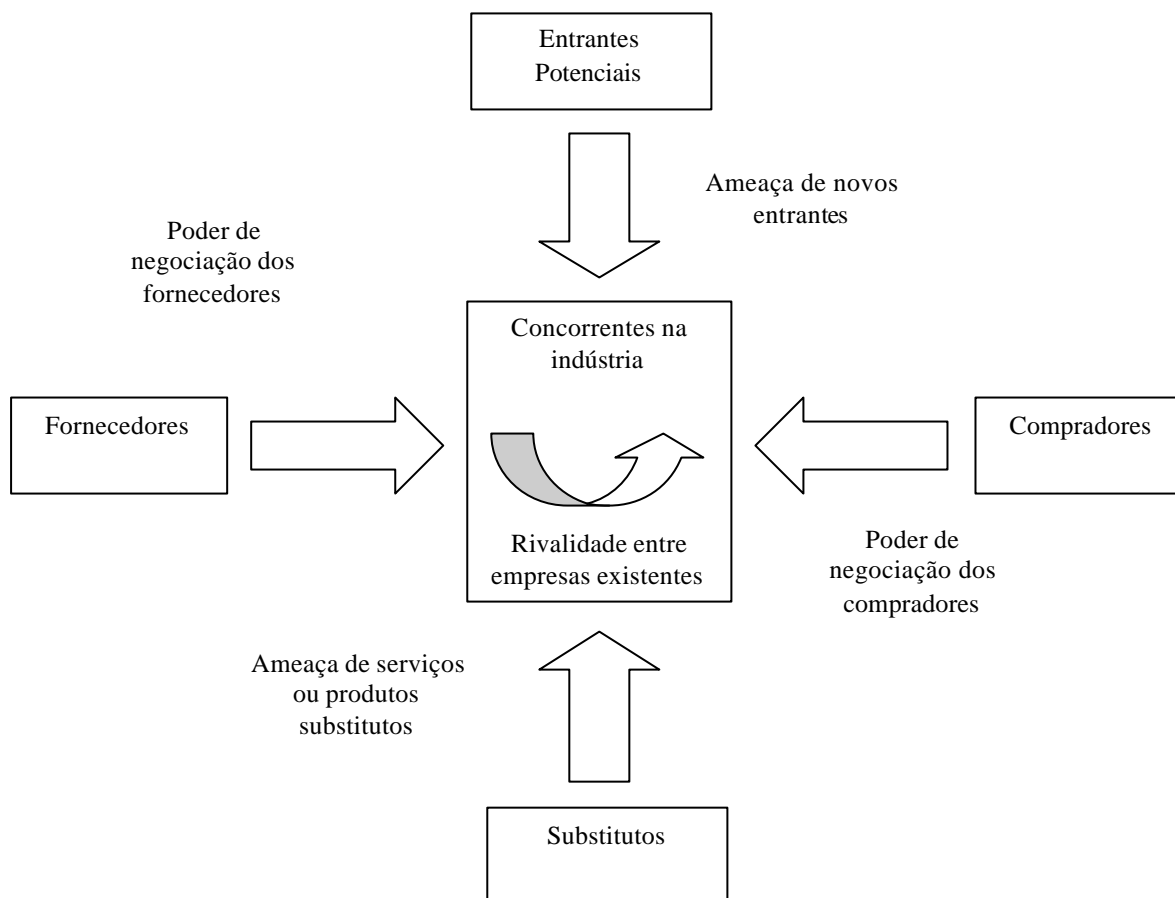 Entrantes
Potenciais
Ameaça de novos
entrantes
Poder de
negociação dos
fornecedores
Concorrentes na
indústria
Fornecedores
Compradores
Rivalidade entre
empresas existentes
Poder de
negociação dos
compradores
Ameaça de serviços
ou produtos
substitutos
Substitutos